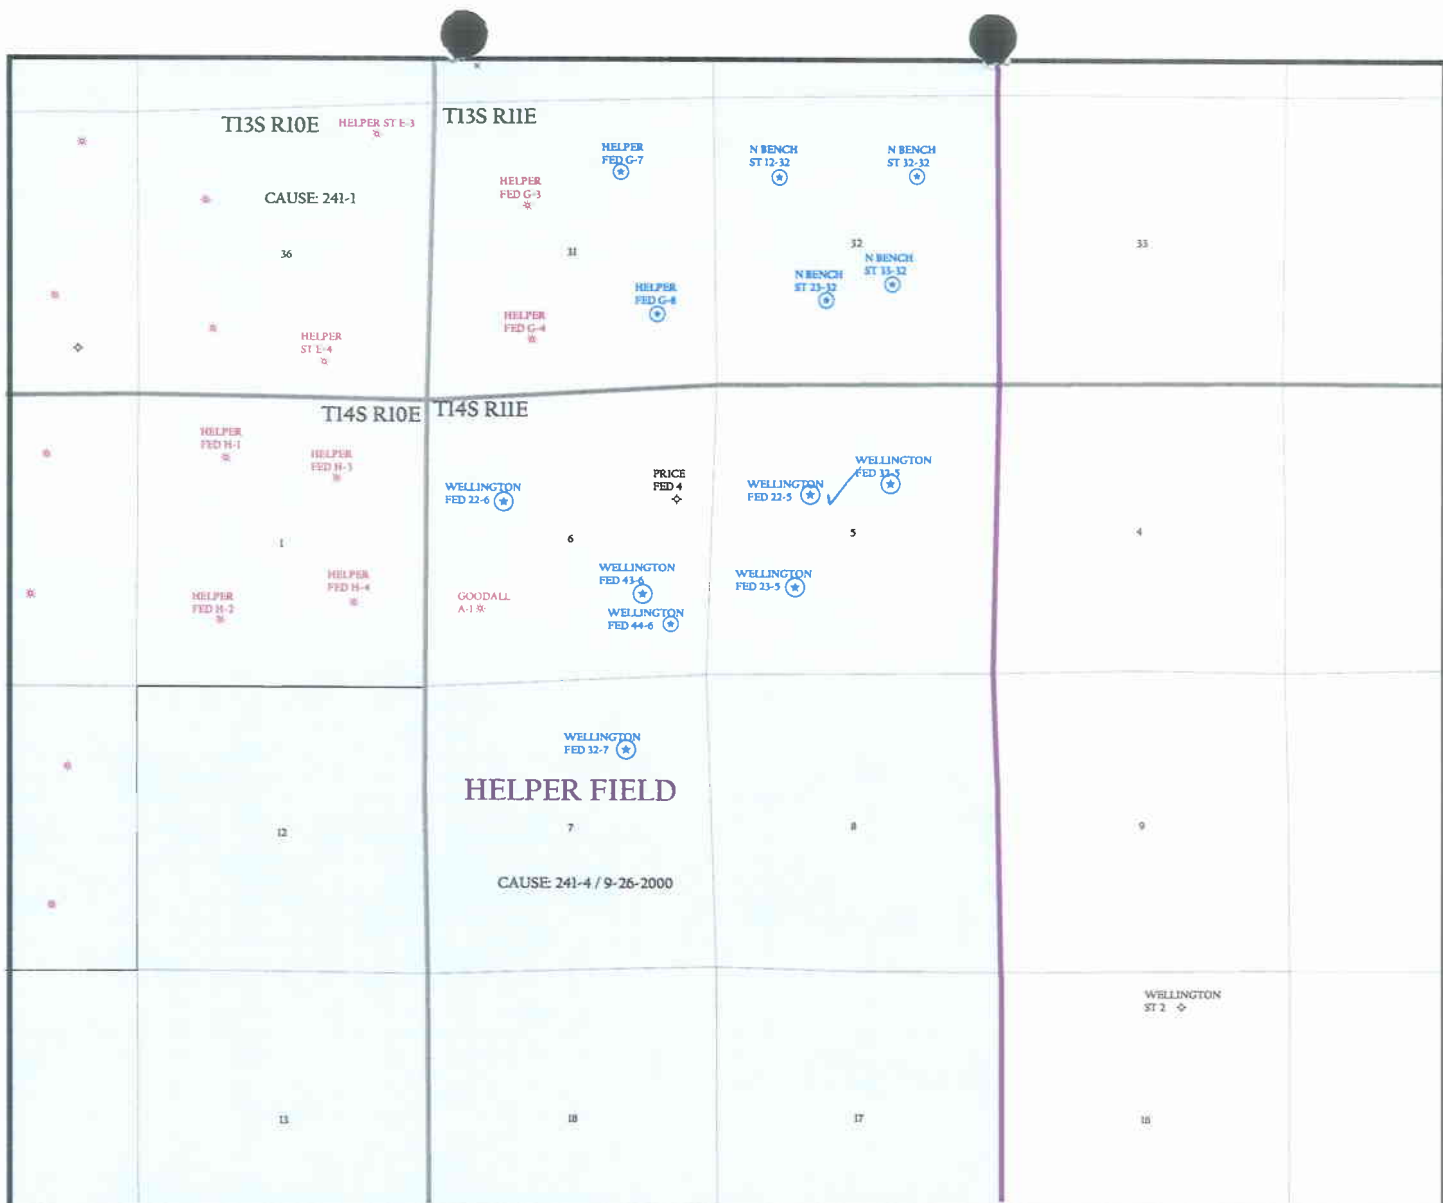 T13S R10E
HELPER ST E-3
T13S R11E
CAUSE: 241-1
36
HELPER
FED G-3
HELPER
FED G-7
31
N BENCH
ST 12-32
N BENCH
ST 32-32
32
N BENCH
ST 33-32
N BENCH
ST 23-32
33
HELPER
ST E-4
HELPER
FED G-4
HELPER
FED G-8
T14S R10E
T14S R11E
HELPER
FED H-1
HELPER
FED H-3
WELLINGTON
FED 22-6
PRICE
FED 4
WELLINGTON
FED 22-5
WELLINGTON
FED 32-5
1
6
5
4
HELPER
FED H-2
HELPER
FED H-4
GOODALL
A-1
WELLINGTON
FED 43-6
WELLINGTON
FED 44-6
WELLINGTON
FED 23-5
WELLINGTON
FED 32-7
HELPER FIELD
12
7
8
9
CAUSE: 241-4 / 9-26-2000
WELLINGTON
ST 2
13
18
17
16